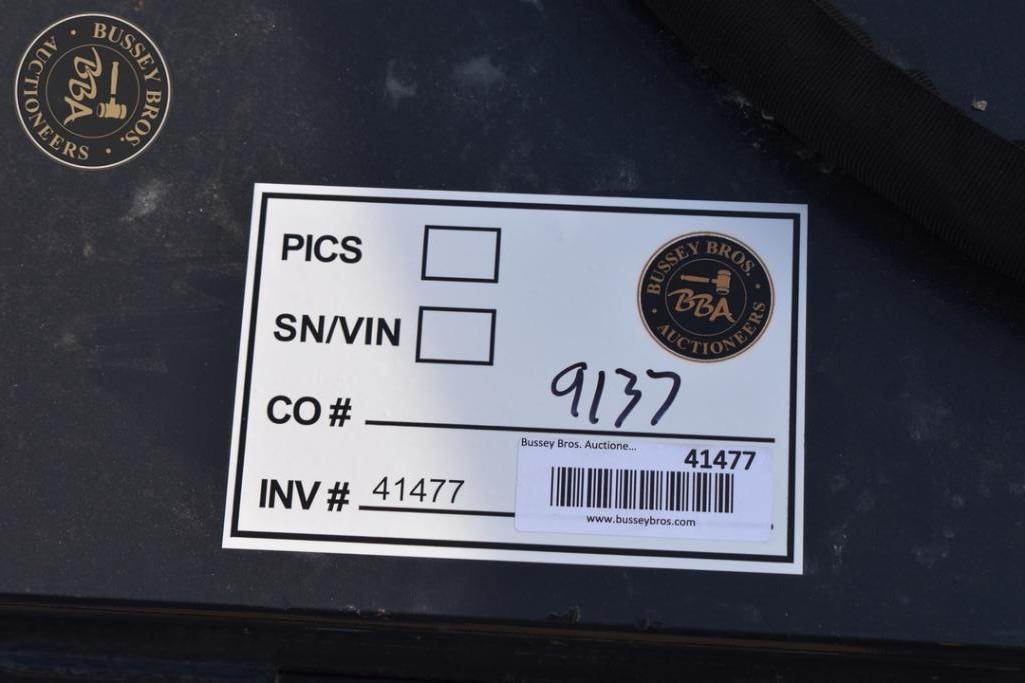 BUSSEY BROS.
BBA
AUCTIONEERS
PICS
BUSSEY BROS.
BBA
AUCTIONEERS
SN/VIN
CO # 9137
Bussey Bros. Auctione...
41477
INV # 41477
www.busseybros.com